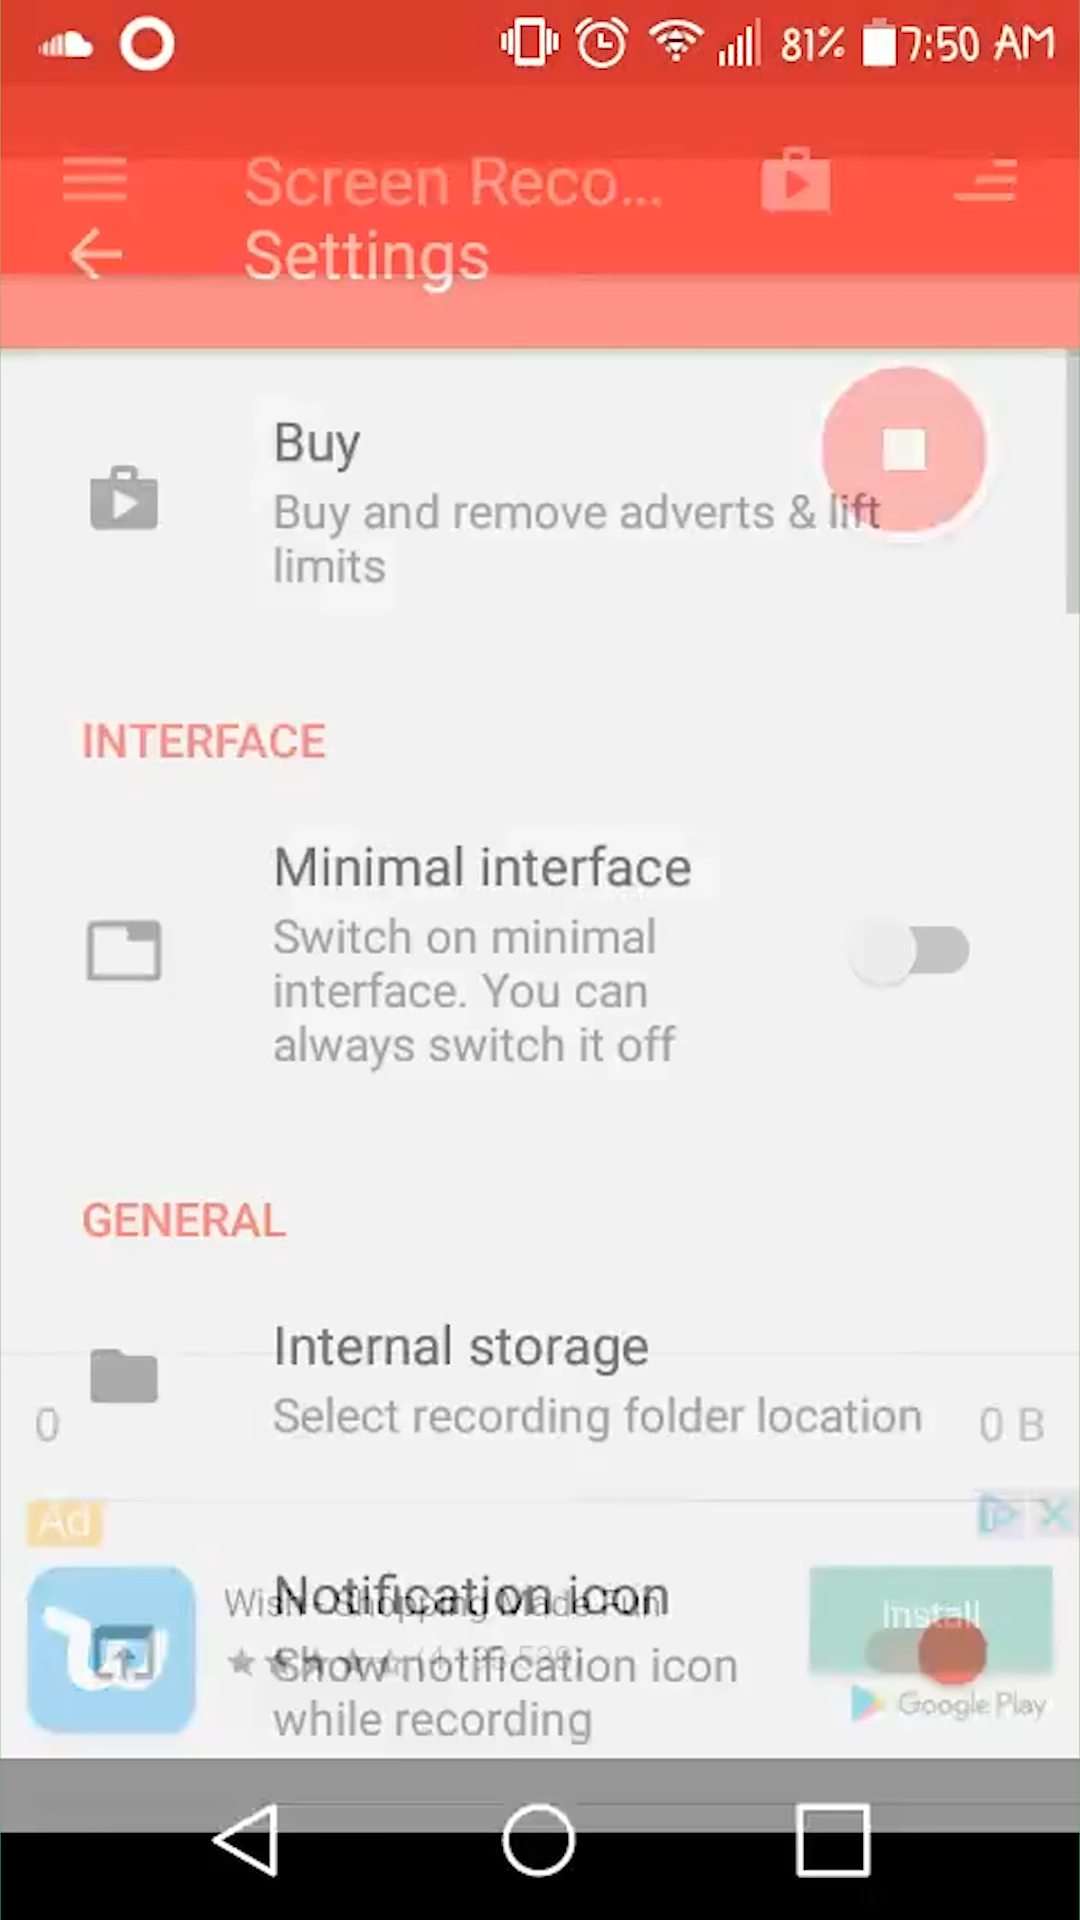 81% 7:50 AM
Screen Reco...
Settings
Buy
Buy and remove adverts & lift
limits
INTERFACE
Minimal interface
Switch on minimal
interface. You can
always switch it off
GENERAL
Internal storage
Select recording folder location
0
0 B
Ad
Notification icon
Wish - Shopping Made Fun
Install
Show notification icon
while recording
Google Play